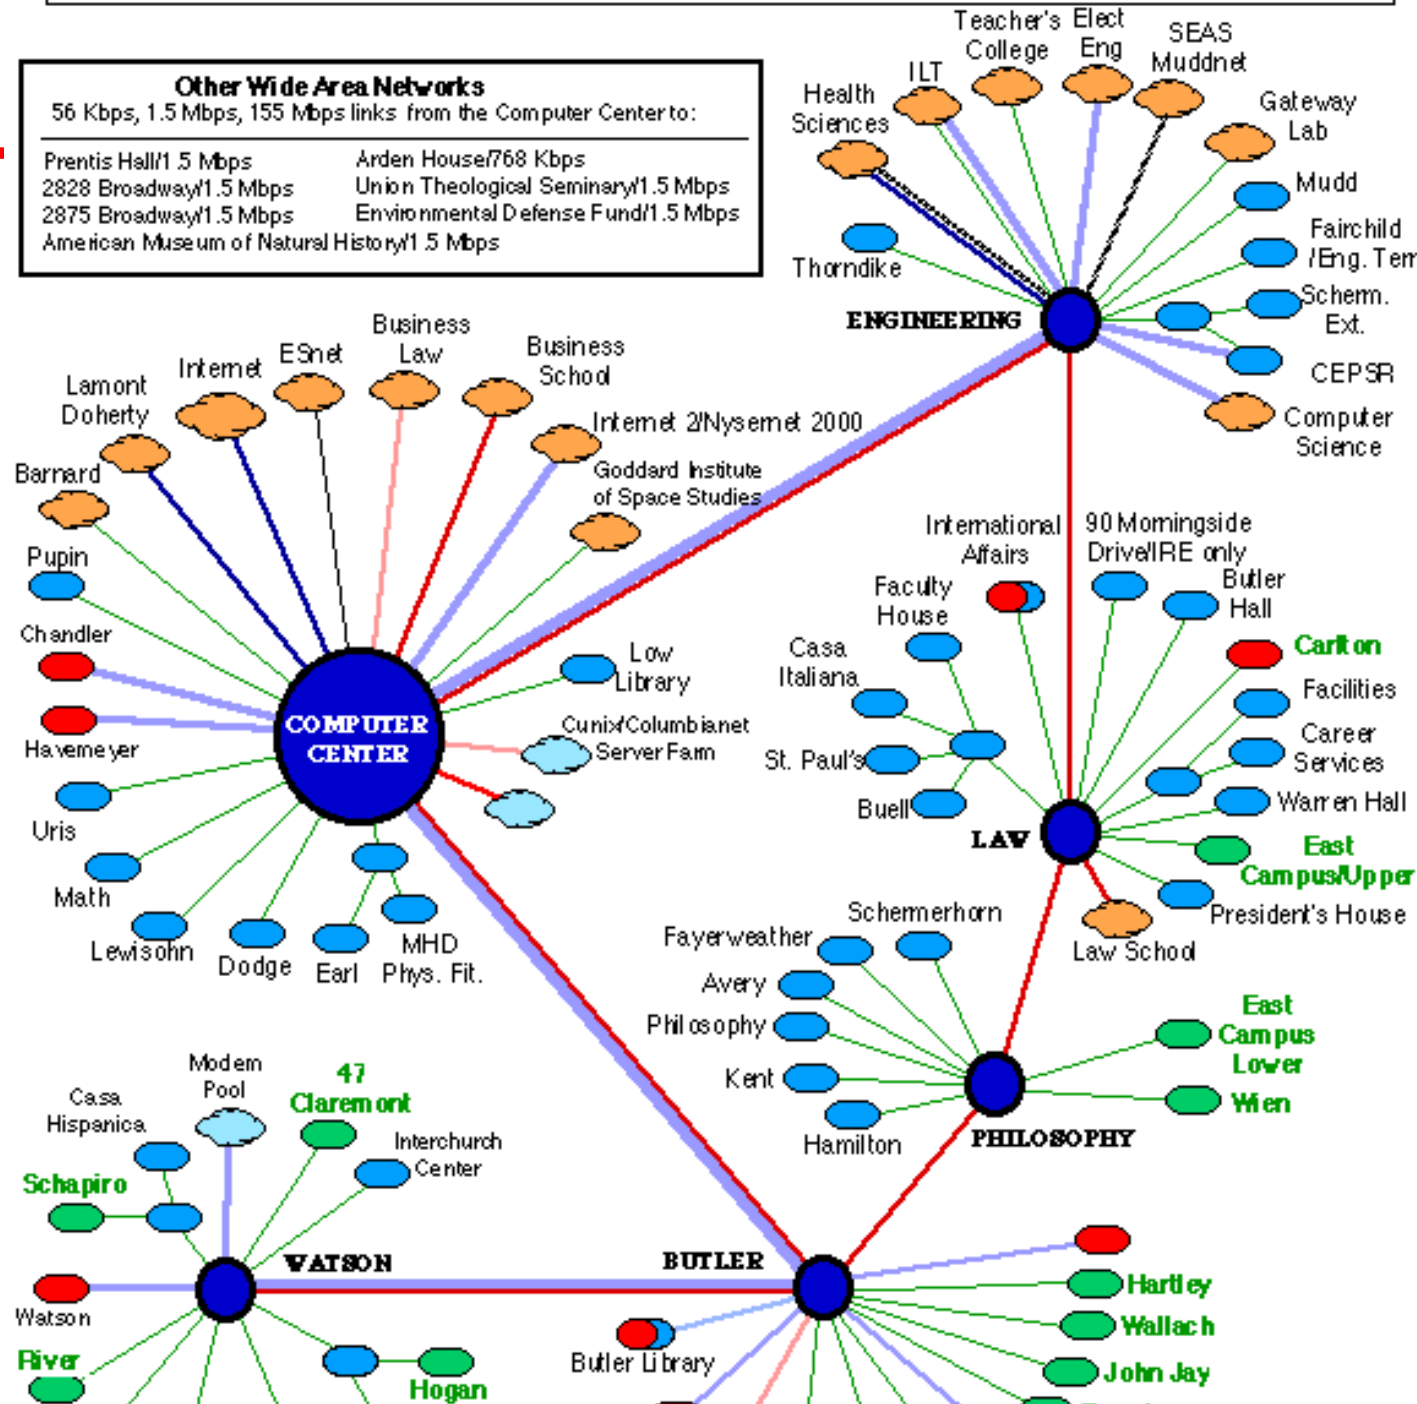 Other Wide Area Networks
56 Kbps, 1.5 Mbps, 155 Mbps links from the Computer Center to:
Prentis Hall/1.5 Mbps
Arden House/768 Kbps
2828 Broadway/1.5 Mbps
Union Theological Seminary/1.5 Mbps
2875 Broadway/1.5 Mbps
Environmental Defense Fund/1.5 Mbps
American Museum of Natural History/1.5 Mbps
Health
Sciences
ILT
Teacher's
College
Elect
Eng
SEAS
Muddnet
Gateway
Lab
Mudd
Fairchild
/Eng. Terr
Scherm.
Ext.
CEPSR
Computer
Science
Thorndike
ENGINEERING
Barnard
Lamont
Doherty
Internet
ESnet
Business
Law
Business
School
Internet 2/Nysernet 2000
Goddard Institute
of Space Studies
Pupin
Chandler
Havemeyer
Uris
Math
Lewisohn
Dodge
Earl
MHD
Phys. Fit.
COMPUTER
CENTER
Low
Library
Cunix/Columbianet
Server Farm
International
Affairs
90 Morningside
Drive/IRE only
Butler
Hall
Faculty
House
Casa
Italiana
St. Paul's
Buell
Carlton
Facilities
Career
Services
Warren Hall
East
Campus/Upper
President's House
Law School
LAW
Schermerhorn
Fayerweather
Avery
Philosophy
Kent
Hamilton
East
Campus
Lower
Wien
PHILOSOPHY
Modem
Pool
47
Claremont
Casa
Hispanica
Interchurch
Center
Schapiro
WATSON
Watson
River
Hogan
BUTLER
Butler Library
Hartley
Wallach
John Jay